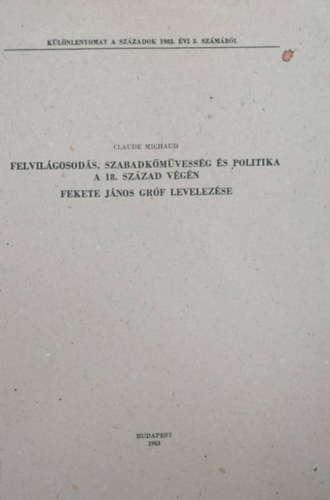 KÜLÖNLENYOMAT A SZÁZADOK 1983. ÉVI 3. SZÁMÁBÓL
CLAUDE MICHAUD
FELVILÁGOSODÁS, SZABADKŐMŰVESSÉG ÉS POLITIKA
A 18. SZÁZAD VÉGÉN
FEKETE JÁNOS GRÓF LEVELEZÉSE
BUDAPEST
1983